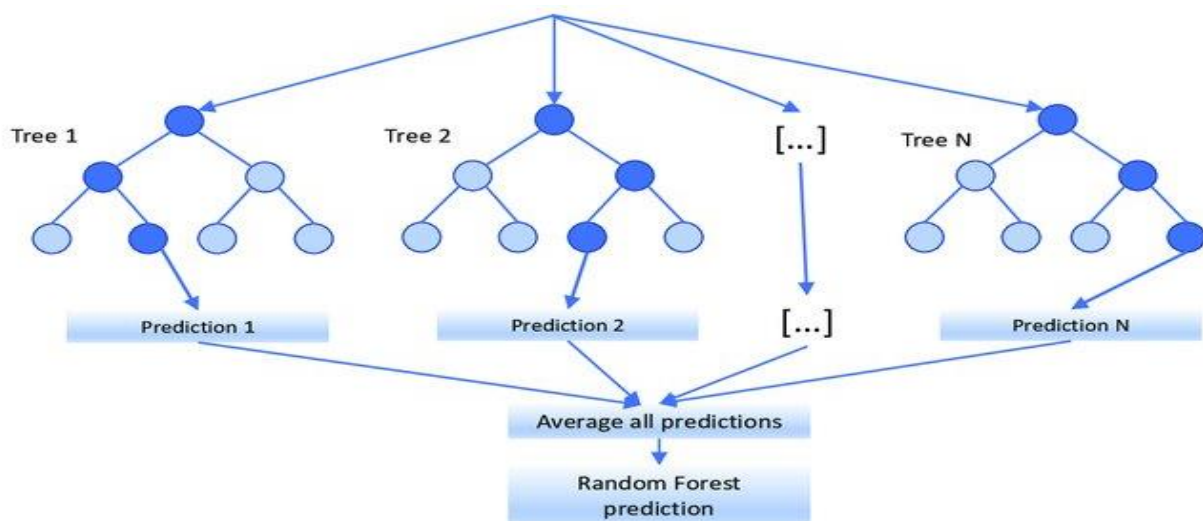 Tree 1
Tree 2
[...]
Tree N
Prediction 1
Prediction 2
[...]
Prediction N
Average all predictions
Random Forest
prediction